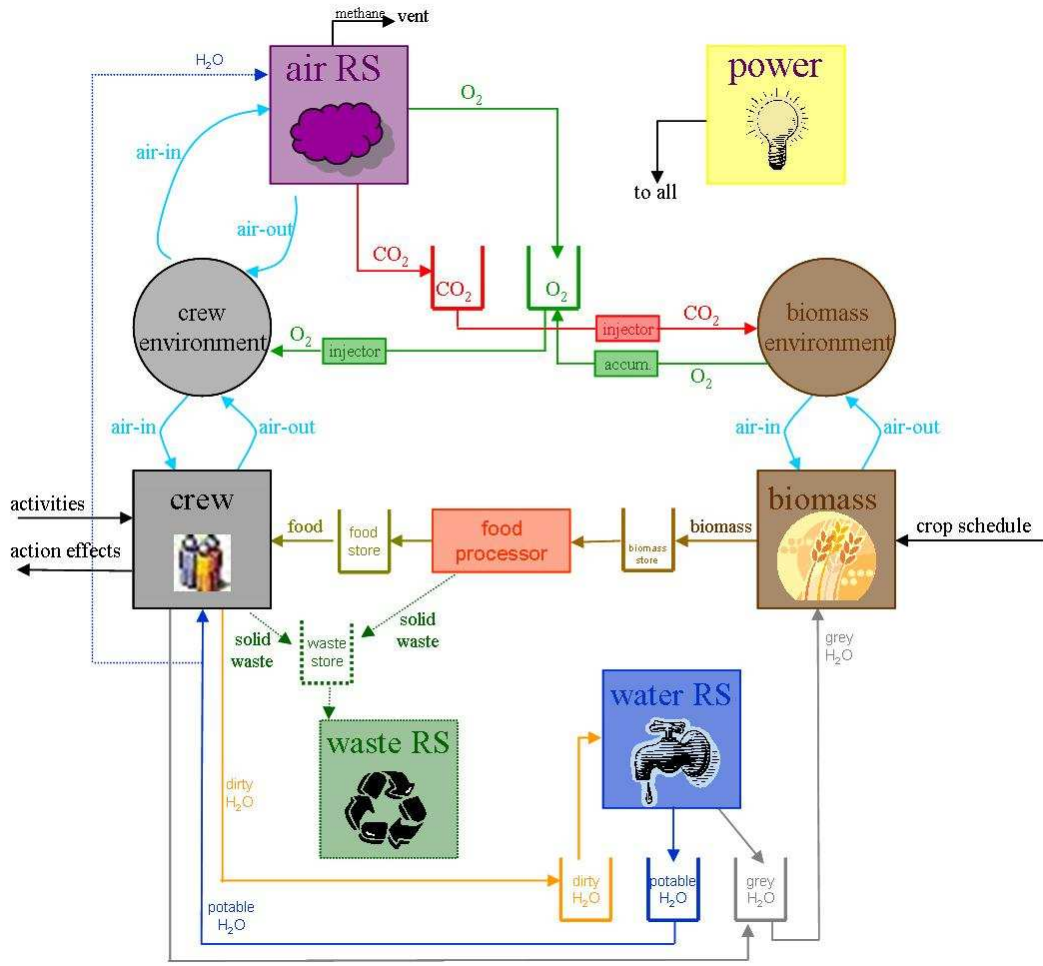 methane
vent
H₂O
air RS
power
O₂
air-in
to all
air-out
CO₂
CO₂
O₂
crew
environment
O₂
injector
injector
CO₂
biomass
environment
accum.
O₂
air-in
air-out
air-in
air-out
activities
crew
food
food
store
food
processor
biomass
biomass
store
biomass
crop schedule
action effects
solid
waste
waste
store
solid
waste
grey
H₂O
waste RS
water RS
dirty
H₂O
dirty
H₂O
potable
H₂O
grey
H₂O
potable
H₂O